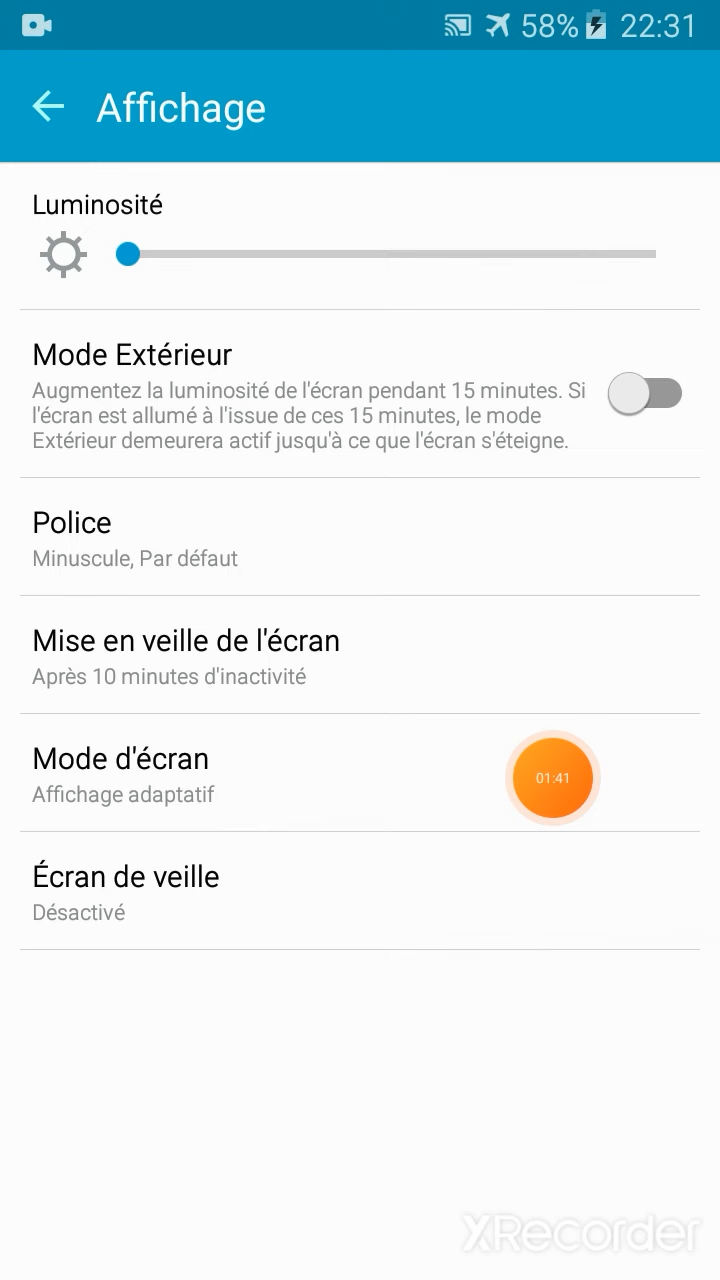 58% 22:31
Affichage
Luminosité
Mode Extérieur
Augmentez la luminosité de l'écran pendant 15 minutes. Si
l'écran est allumé à l'issue de ces 15 minutes, le mode
Extérieur demeurera actif jusqu'à ce que l'écran s'éteigne.
Police
Minuscule, Par défaut
Mise en veille de l'écran
Après 10 minutes d'inactivité
Mode d'écran
Affichage adaptatif
01:41
Écran de veille
Désactivé
XRecorder